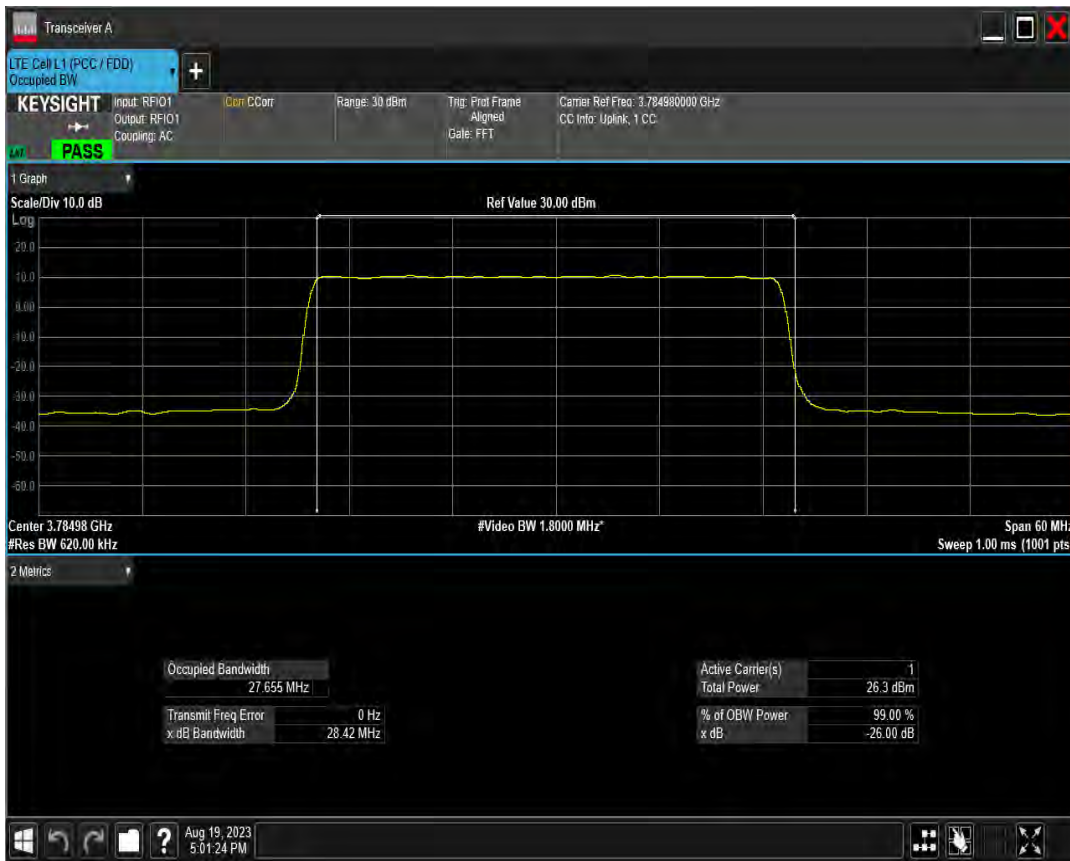 Transceiver A
LTE Cell L1 (PCC / FDD)
Occupied BW
+
KEYSIGHT
Input: RFIO1
Output: RFIO1
Coupling: AC
Corr CCorr
Range: 30 dBm
Trig: Prot Frame
Aligned
Gate: FFT
Carrier Ref Freq: 3.784980000 GHz
CC Info: Uplink, 1 CC
PASS
1 Graph
Scale/Div 10.0 dB
Ref Value 30.00 dBm
Log
20.0
10.0
0.00
-10.0
-20.0
-30.0
-40.0
-50.0
-60.0
Center 3.78498 GHz
#Video BW 1.8000 MHz*
Span 60 MHz
#Res BW 620.00 kHz
Sweep 1.00 ms (1001 pts
2 Metrics
Occupied Bandwidth
27.655 MHz
Transmit Freq Error 0 Hz
x dB Bandwidth 28.42 MHz
Active Carrier(s) 1
Total Power 26.3 dBm
% of OBW Power 99.00 %
x dB -26.00 dB
?
Aug 19, 2023
5:01:24 PM